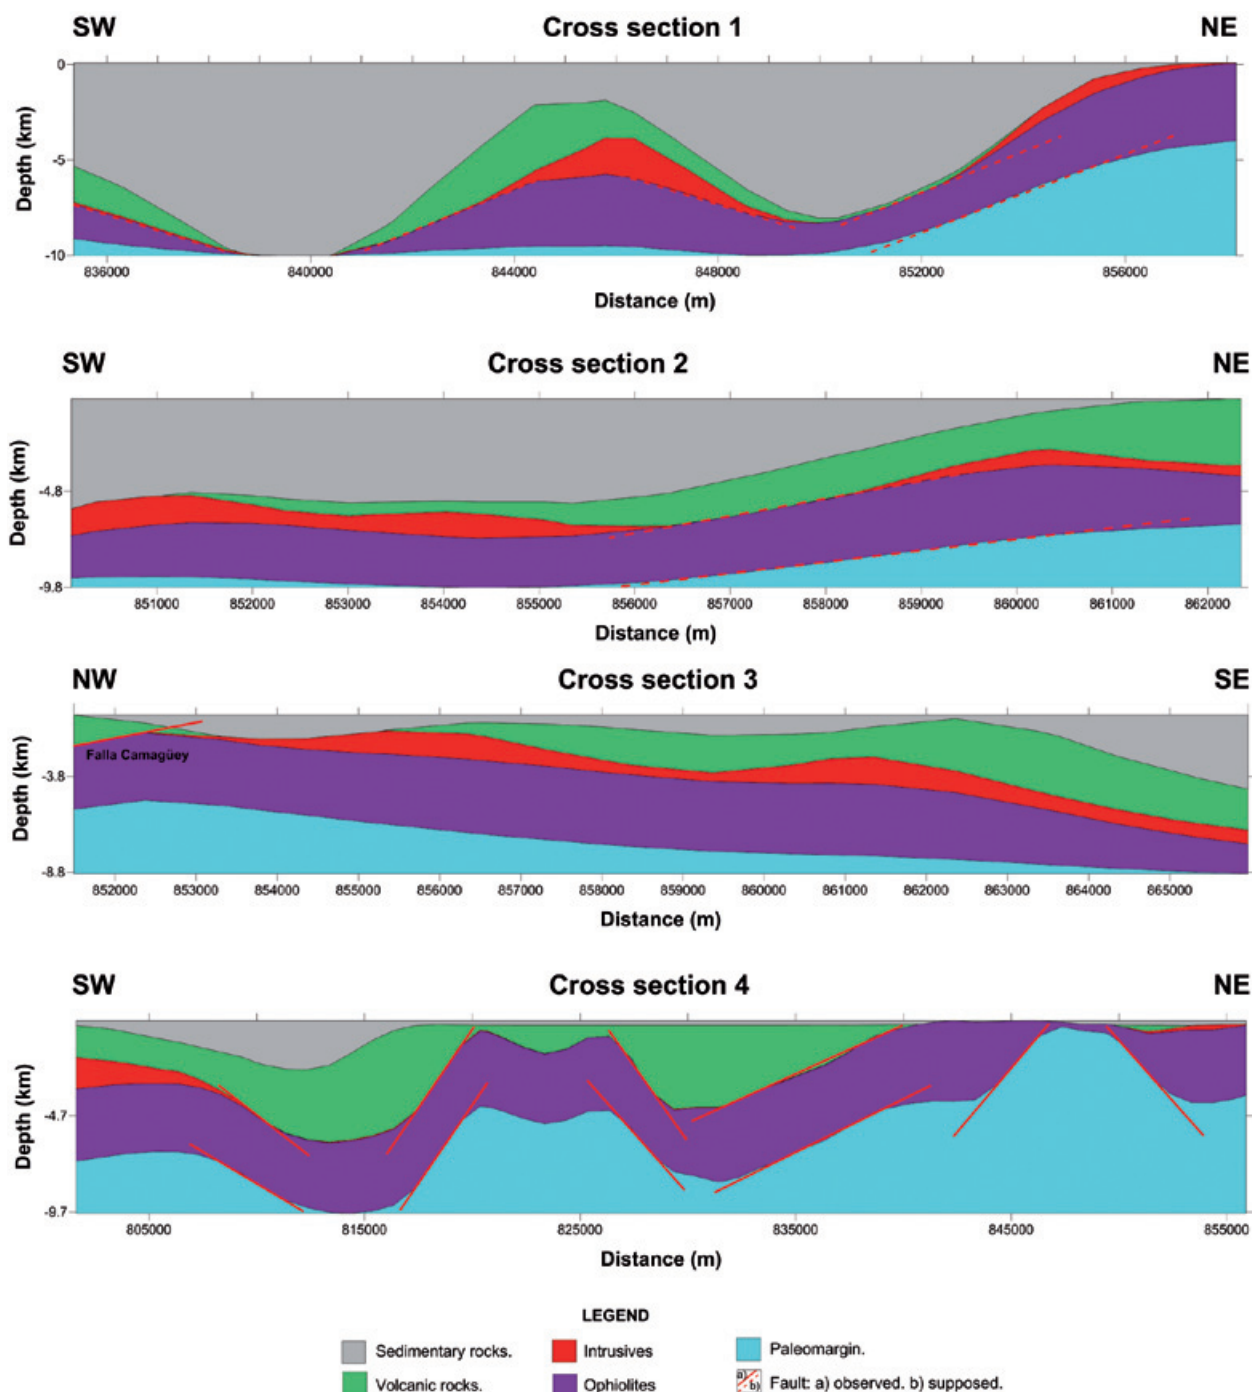 SW Cross section 1 NE
Depth (km)
0
-5
-10
836000 840000 844000 848000 852000 856000
Distance (m)
SW Cross section 2 NE
Depth (km)
-4.8
-9.8
851000 852000 853000 854000 855000 856000 857000 858000 859000 860000 861000 862000
Distance (m)
NW Cross section 3 SE
Depth (km)
Falla Camagüey
-3.8
-8.8
852000 853000 854000 855000 856000 857000 858000 859000 860000 861000 862000 863000 864000 865000
Distance (m)
SW Cross section 4 NE
Depth (km)
-4.7
-9.7
805000 815000 825000 835000 845000 855000
Distance (m)
LEGEND
Sedimentary rocks. Intrusives Paleomargin.
Volcanic rocks. Ophiolites a) b) Fault: a) observed. b) supposed.